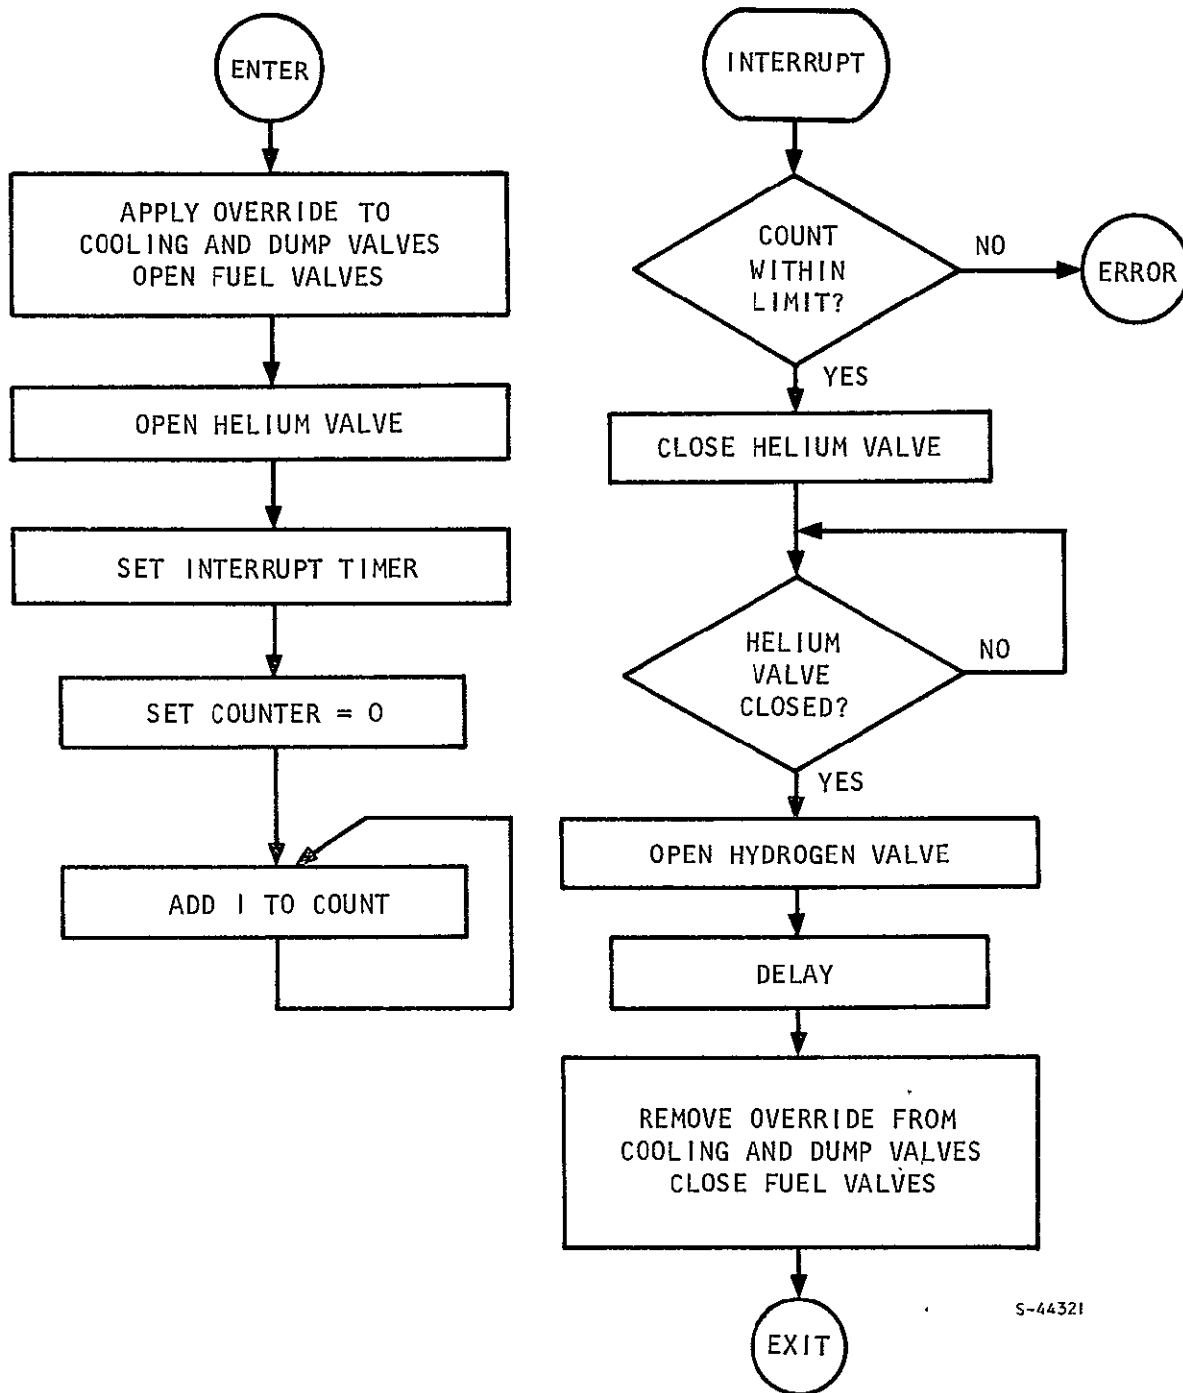 ENTER
APPLY OVERRIDE TO
COOLING AND DUMP VALVES
OPEN FUEL VALVES
OPEN HELIUM VALVE
SET INTERRUPT TIMER
SET COUNTER = 0
ADD 1 TO COUNT
INTERRUPT
COUNT
WITHIN
LIMIT?
NO
ERROR
YES
CLOSE HELIUM VALVE
HELIUM
VALVE
CLOSED?
NO
YES
OPEN HYDROGEN VALVE
DELAY
REMOVE OVERRIDE FROM
COOLING AND DUMP VALVES
CLOSE FUEL VALVES
EXIT
S-44321